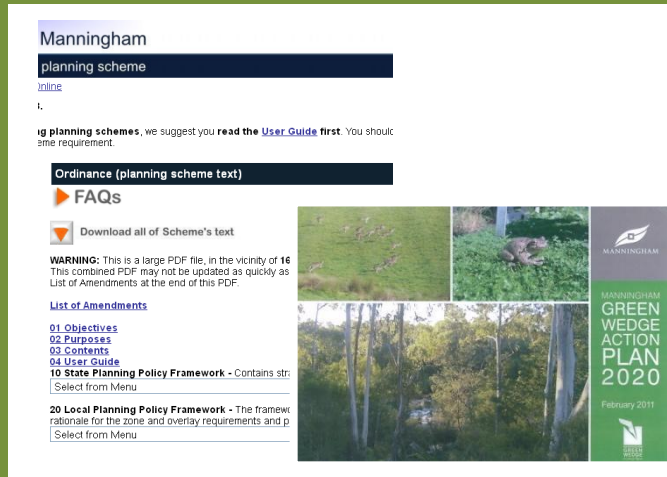 Manningham
planning scheme
Online
ng planning schemes, we suggest you read the User Guide first. You should
eme requirement.
Ordinance (planning scheme text)
FAQs
Download all of Scheme's text
WARNING: This is a large PDF file, in the vicinity of 16
This combined PDF may not be updated as quickly as
List of Amendments at the end of this PDF.
List of Amendments
01 Objectives
02 Purposes
03 Contents
04 User Guide
10 State Planning Policy Framework - Contains stra
Select from Menu
20 Local Planning Policy Framework - The framewo
rationale for the zone and overlay requirements and p
Select from Menu
MANNINGHAM
MANNINGHAM
GREEN
WEDGE
ACTION
PLAN
2020
February 2011
GREEN
WEDGE